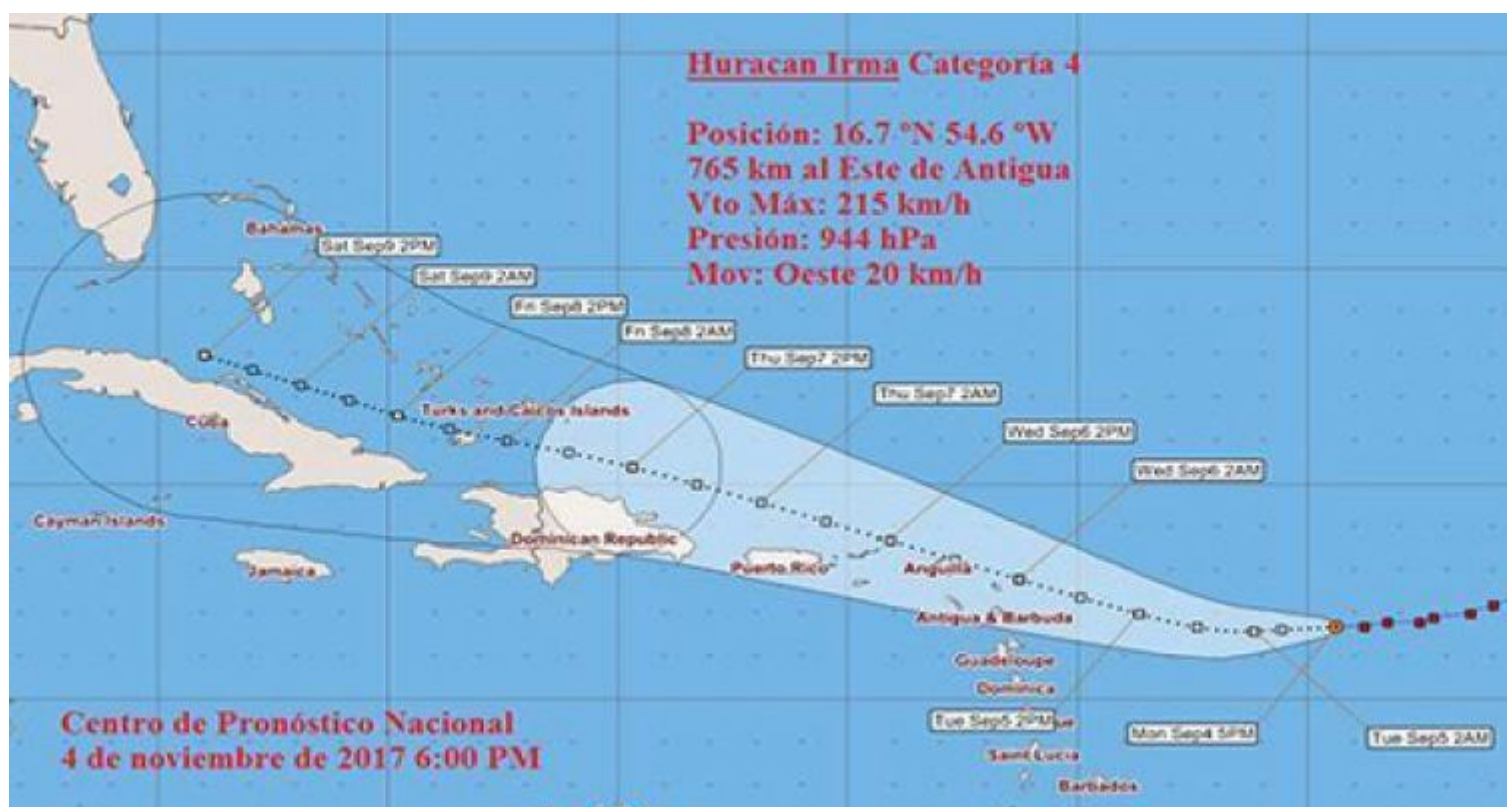 Huracan Irma Categoría 4
Posición: 16.7 ºN 54.6 ºW
765 km al Este de Antigua
Vto Máx: 215 km/h
Presión: 944 hPa
Mov: Oeste 20 km/h
FL
Bahamas
Sat Sep9 2PM
Sat Sep9 2AM
Fri Sep8 2PM
Fri Sep8 2AM
Thu Sep7 2PM
Thu Sep7 2AM
Wed Sep6 2PM
Wed Sep6 2AM
Turks and Caicos Islands
Cuba
Cayman Islands
Dominican Republic
Jamaica
Puerto Rico
Anguilla
Antigua & Barbuda
Guadeloupe
Dominica
Tue Sep5 2PM
Mon Sep4 5PM
Tue Sep5 2AM
Saint Lucia
Barbados
Centro de Pronóstico Nacional
4 de noviembre de 2017 6:00 PM